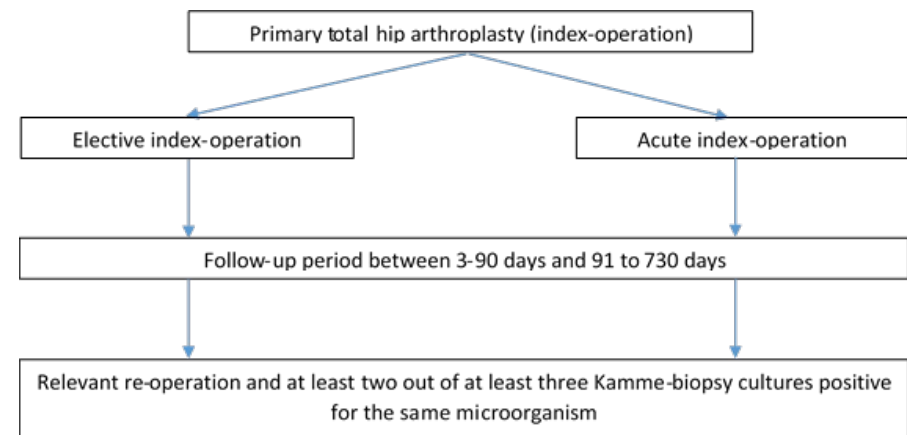 Primary total hip arthroplasty (index-operation)
Elective index-operation
Acute index-operation
Follow-up period between 3-90 days and 91 to 730 days
Relevant re-operation and at least two out of at least three Kamme-biopsy cultures positive
for the same microorganism